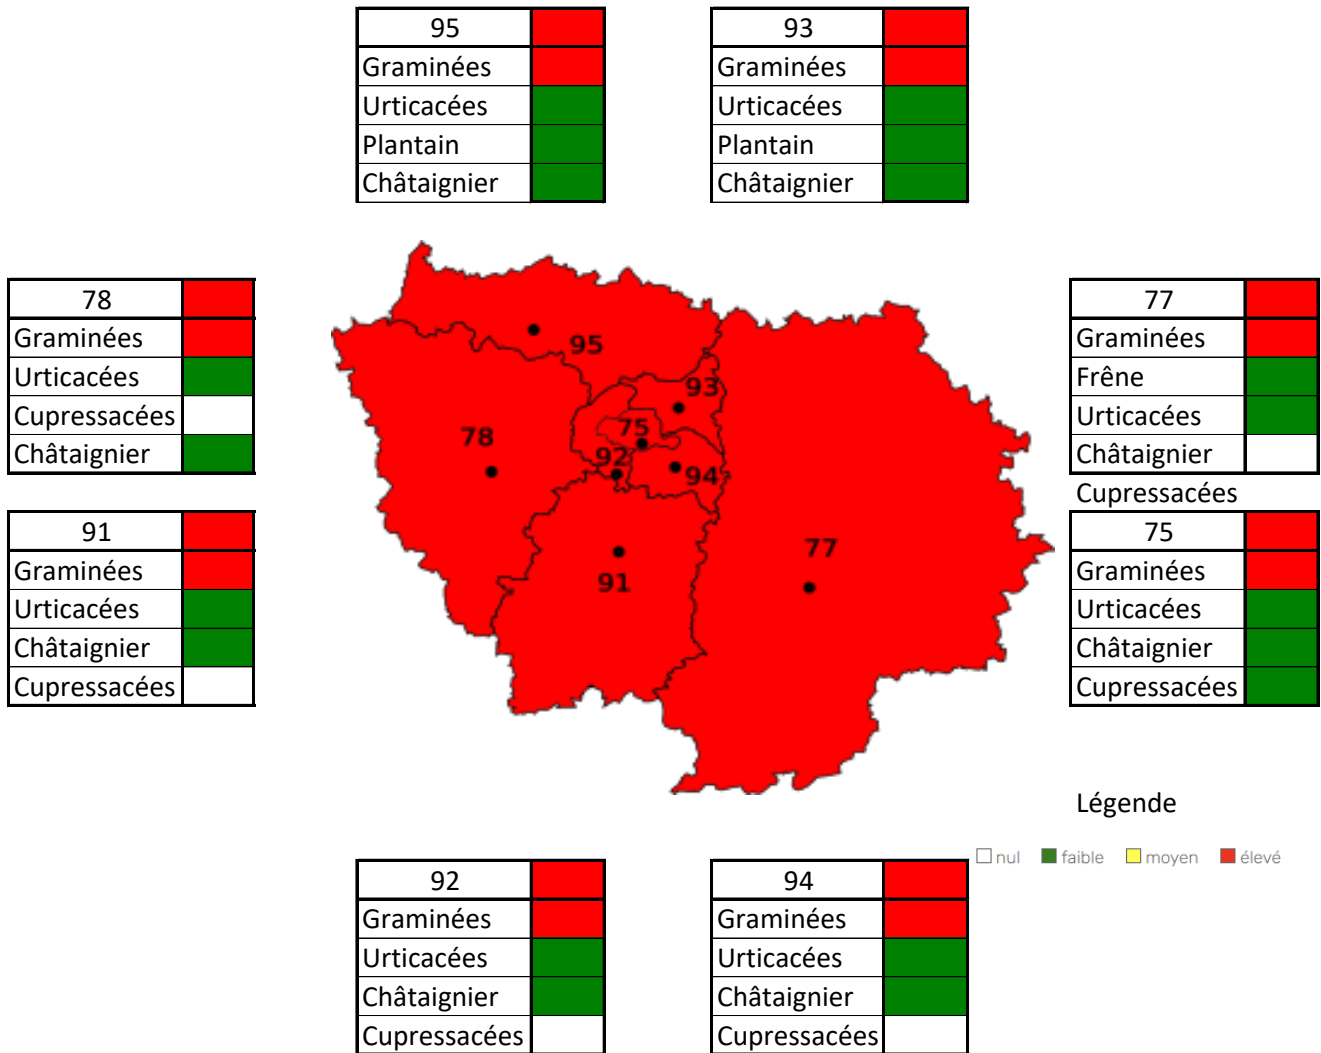 95
Graminées
Urticacées
Plantain
Châtaignier
93
Graminées
Urticacées
Plantain
Châtaignier
78
Graminées
Urticacées
Cupressacées
Châtaignier
91
Graminées
Urticacées
Châtaignier
Cupressacées
95
93
75
78
92
94
77
91
77
Graminées
Frêne
Urticacées
Châtaignier
Cupressacées
75
Graminées
Urticacées
Châtaignier
Cupressacées
Légende
nul faible moyen élevé
92
Graminées
Urticacées
Châtaignier
Cupressacées
94
Graminées
Urticacées
Châtaignier
Cupressacées